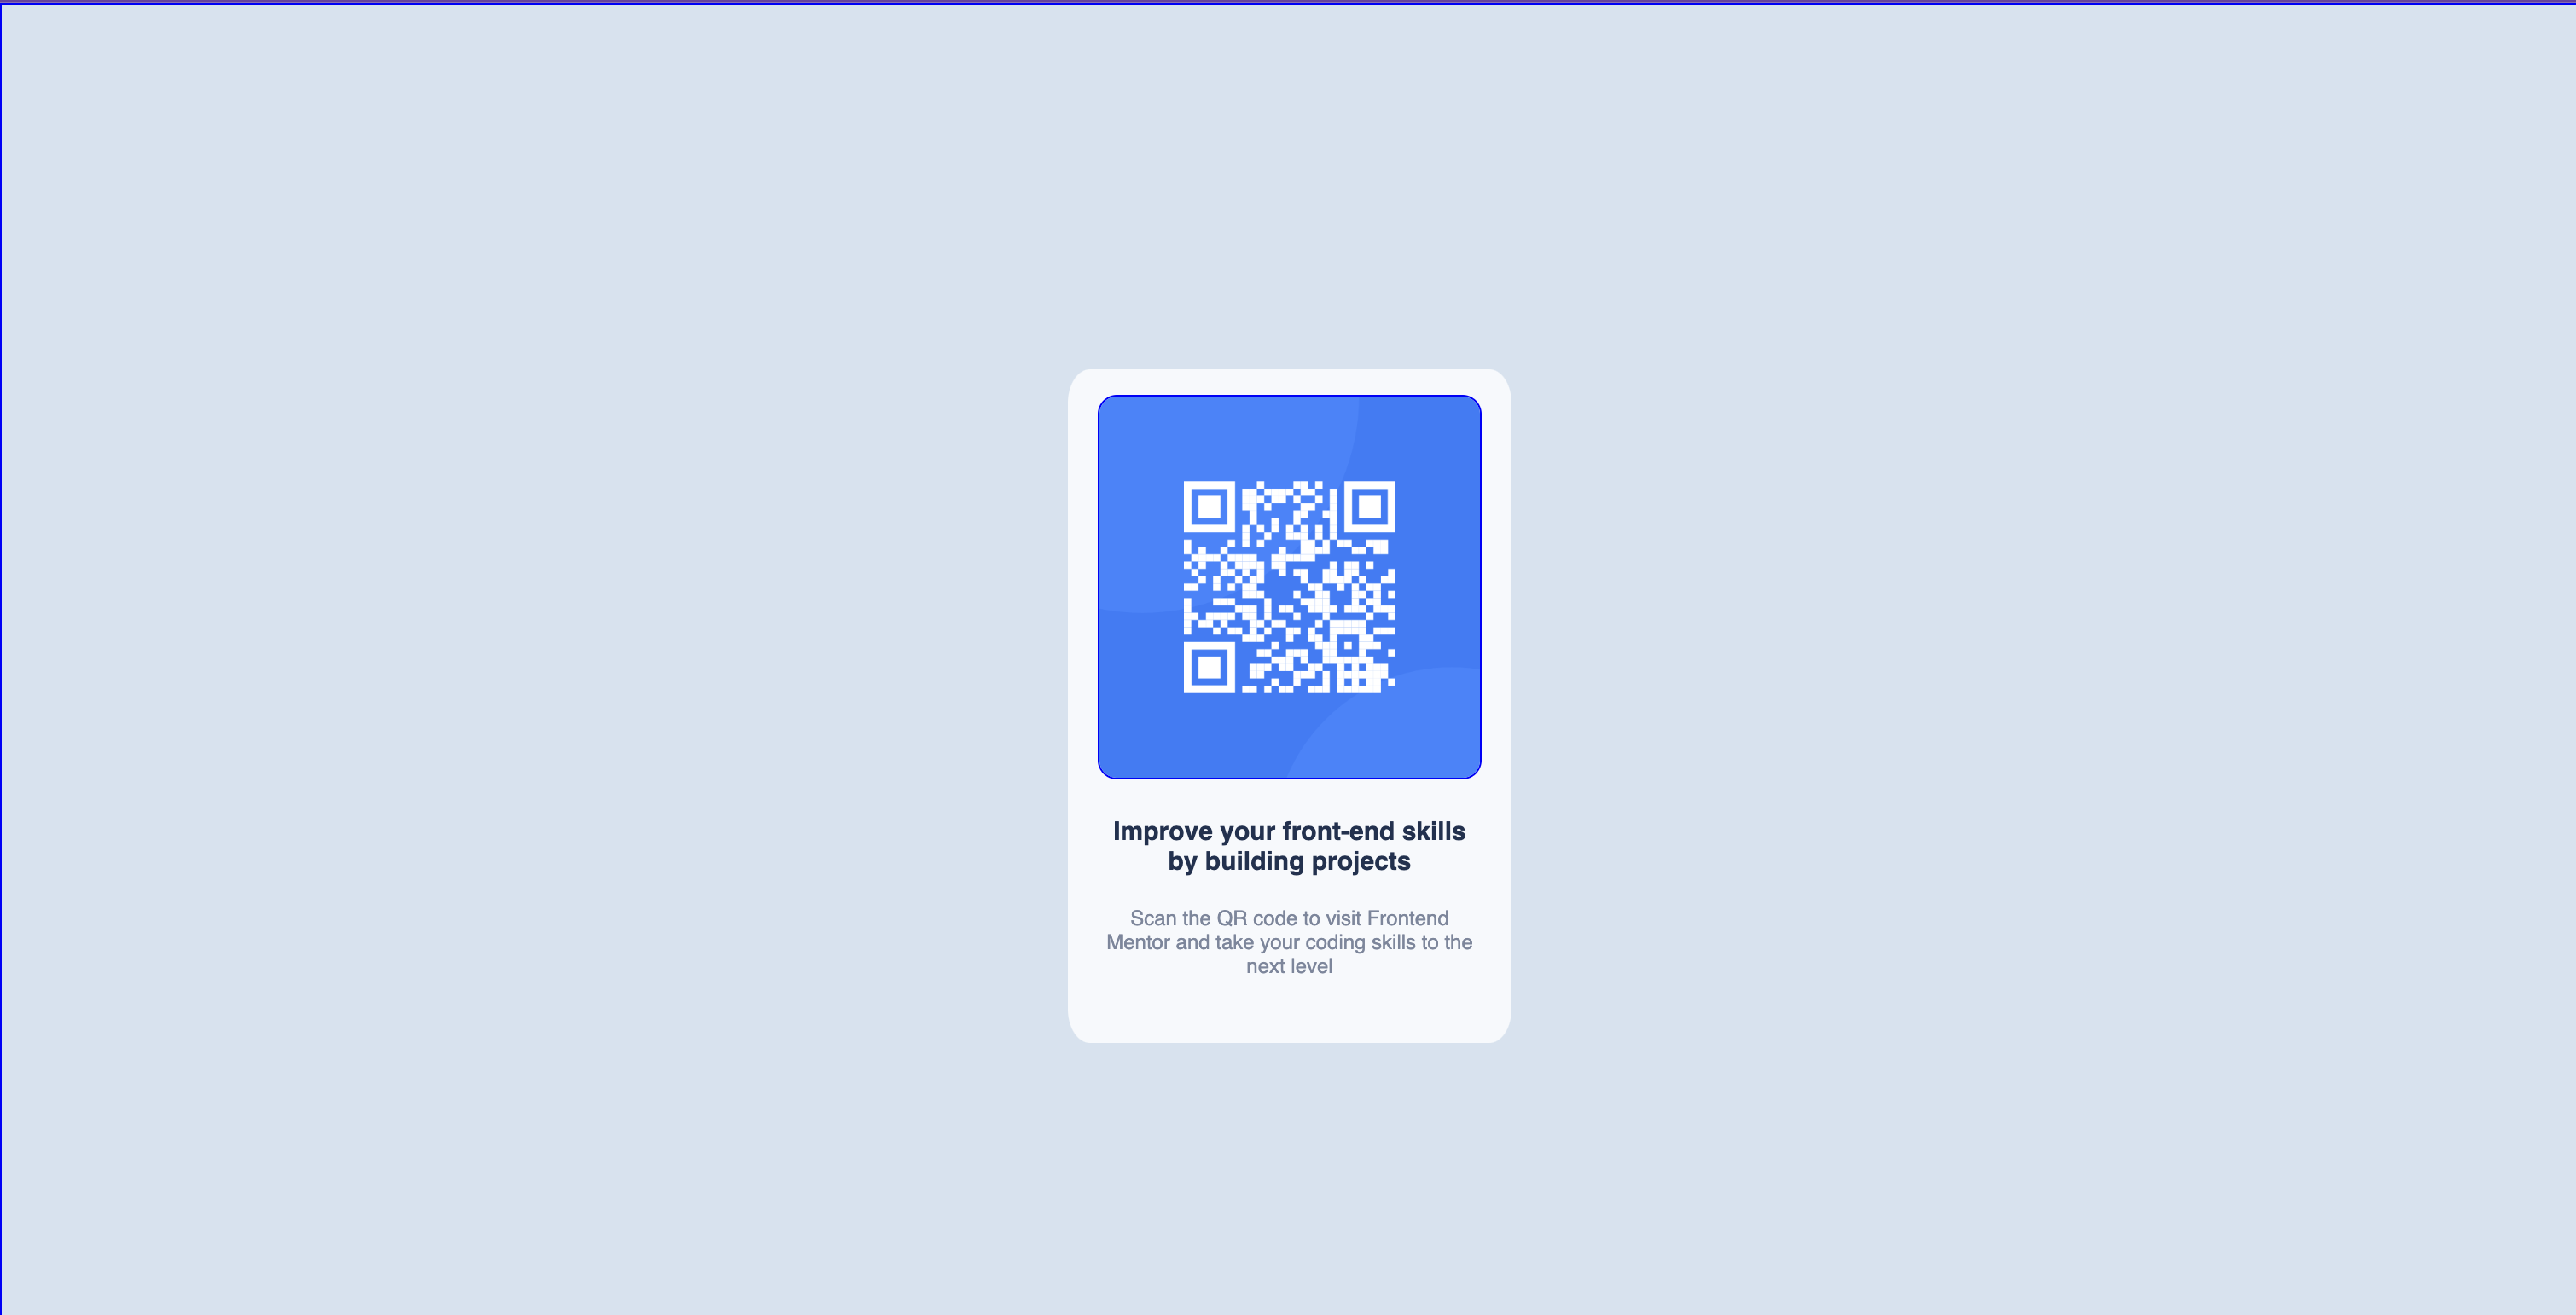 Improve your front-end skills
by building projects
Scan the QR code to visit Frontend
Mentor and take your coding skills to the
next level